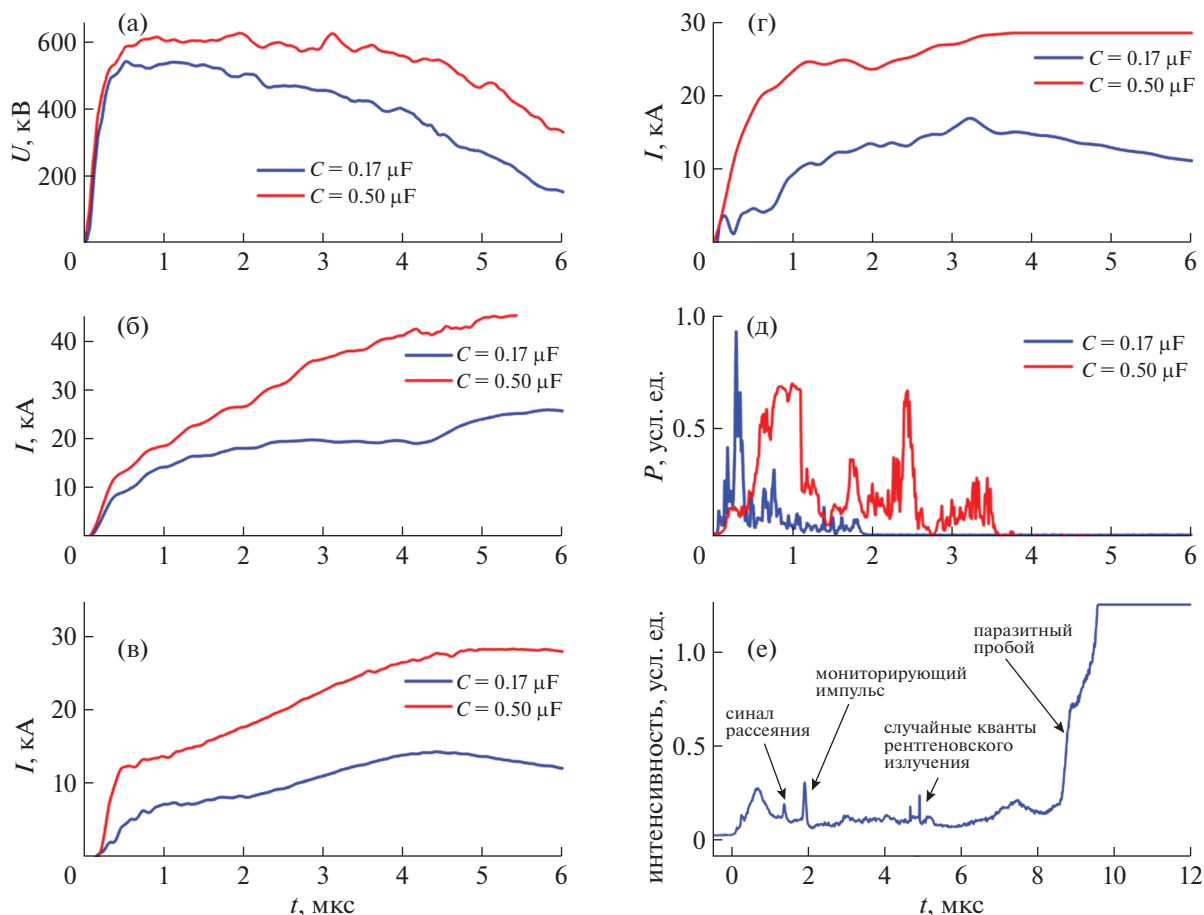 (а)
U, кВ
600
400
200
0
1
2
3
4
5
6
C = 0.17 μF
C = 0.50 μF
(б)
I, кА
40
30
20
10
0
1
2
3
4
5
6
C = 0.17 μF
C = 0.50 μF
(в)
I, кА
30
20
10
0
1
2
3
4
5
6
C = 0.17 μF
C = 0.50 μF
t, мкс
(г)
I, кА
30
20
10
0
1
2
3
4
5
6
C = 0.17 μF
C = 0.50 μF
(д)
P, усл. ед.
1.0
0.5
0
1
2
3
4
5
6
C = 0.17 μF
C = 0.50 μF
(е)
интенсивность, усл. ед.
1.0
0.5
0
0
2
4
6
8
10
12
синал
рассеяния
мониторирующий
импульс
случайные кванты
рентгеновского
излучения
паразитный
пробой
t, мкс